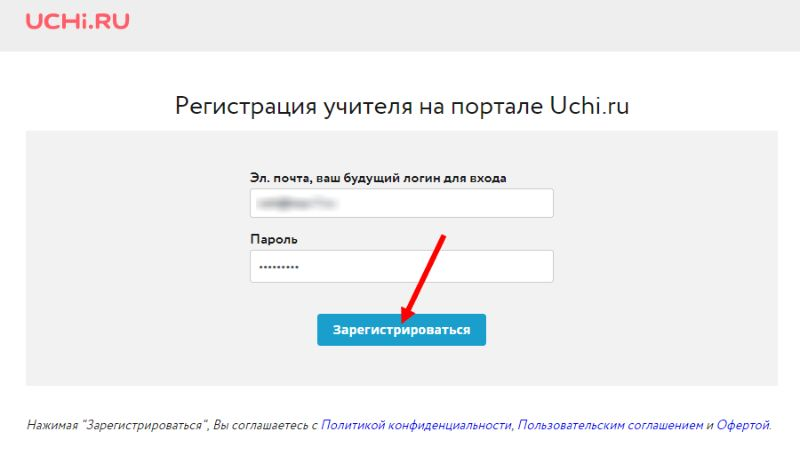 UCHi.RU
Регистрация учителя на портале Uchi.ru
Эл. почта, ваш будущий логин для входа
Пароль
•••••••••
Зарегистрироваться
Нажимая "Зарегистрироваться", Вы соглашаетесь с Политикой конфиденциальности, Пользовательским соглашением и Офертой.